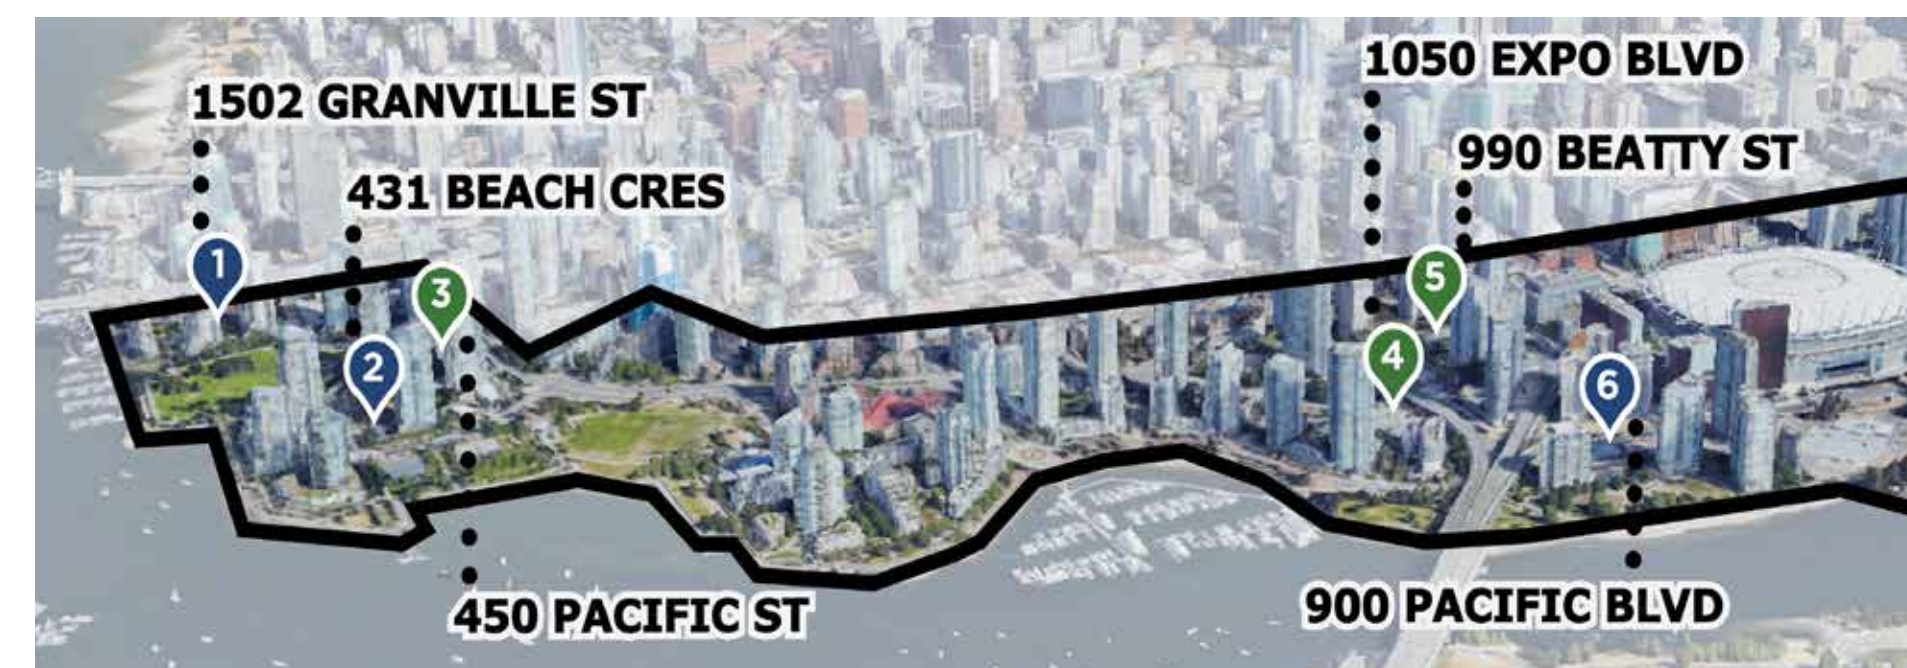 1050 EXPO BLVD
1502 GRANVILLE ST
990 BEATTY ST
431 BEACH CRES
1
5
3
4
2
6
450 PACIFIC ST
900 PACIFIC BLVD